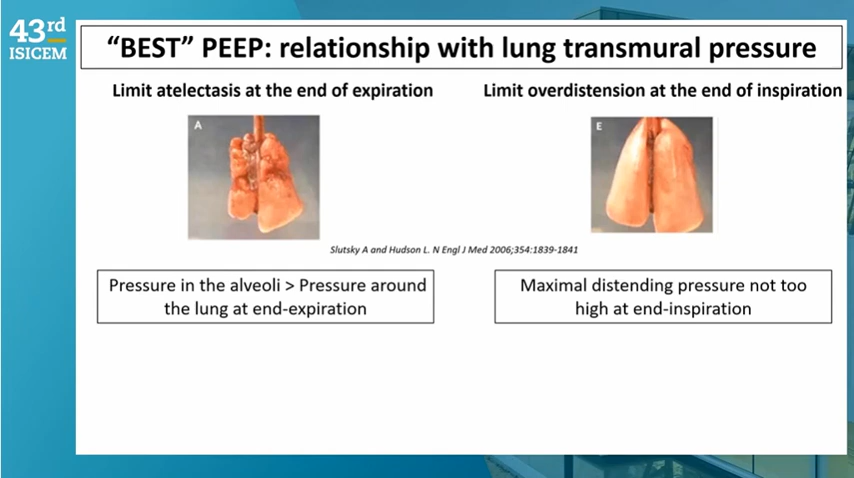 43rd
ISICEM
“BEST” PEEP: relationship with lung transmural pressure
Limit atelectasis at the end of expiration
Limit overdistension at the end of inspiration
A
E
Slutsky A and Hudson L. N Engl J Med 2006;354:1839-1841
Pressure in the alveoli > Pressure around
the lung at end-expiration
Maximal distending pressure not too
high at end-inspiration